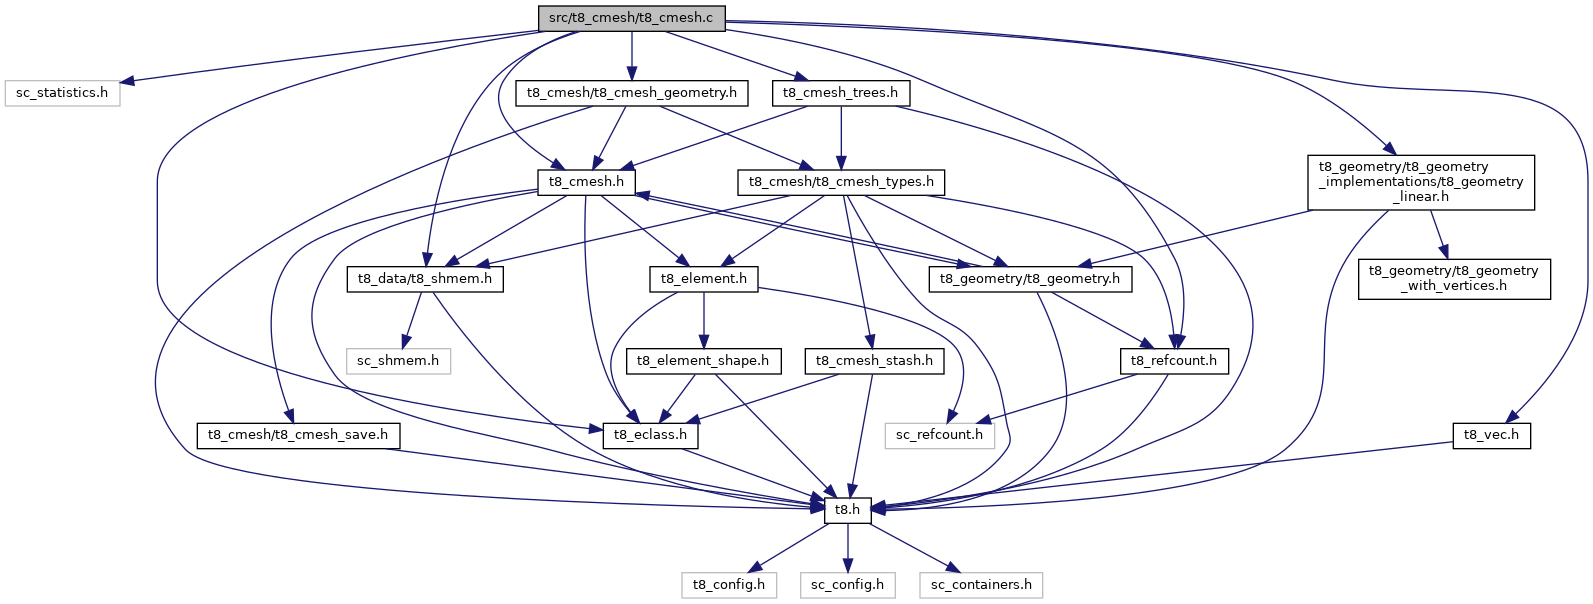 src/t8_cmesh/t8_cmesh.c
sc_statistics.h
t8_cmesh/t8_cmesh_geometry.h
t8_cmesh_trees.h
t8_cmesh.h
t8_cmesh/t8_cmesh_types.h
t8_geometry/t8_geometry
_implementations/t8_geometry
_linear.h
t8_data/t8_shmem.h
t8_element.h
t8_geometry/t8_geometry.h
t8_geometry/t8_geometry
_with_vertices.h
sc_shmem.h
t8_element_shape.h
t8_cmesh_stash.h
t8_refcount.h
t8_cmesh/t8_cmesh_save.h
t8_eclass.h
sc_refcount.h
t8_vec.h
t8.h
t8_config.h
sc_config.h
sc_containers.h